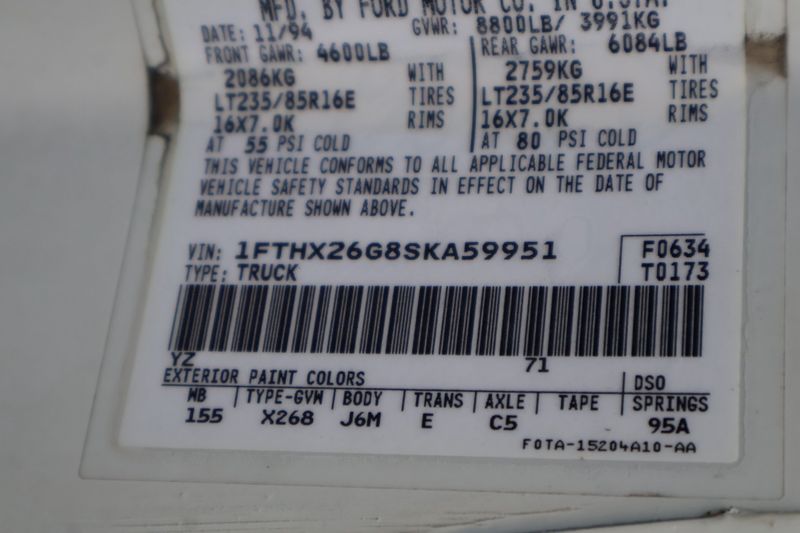 MFD. BY FORD MOTOR CO. IN U.S.A.
DATE: 11/94 GVWR: 8800LB/ 3991KG
FRONT GAWR: 4600LB REAR GAWR: 6084LB
2086KG WITH 2759KG WITH
LT235/85R16E TIRES LT235/85R16E TIRES
16X7.0K RIMS 16X7.0K RIMS
AT 55 PSI COLD AT 80 PSI COLD
THIS VEHICLE CONFORMS TO ALL APPLICABLE FEDERAL MOTOR
VEHICLE SAFETY STANDARDS IN EFFECT ON THE DATE OF
MANUFACTURE SHOWN ABOVE.
VIN: 1FTHX26G8SKA59951 F0634
TYPE: TRUCK T0173
YZ 71
EXTERIOR PAINT COLORS DSO
WB TYPE-GVW BODY TRANS AXLE TAPE SPRINGS
155 X268 J6M E C5 95A
F0TA-15204A10-AA